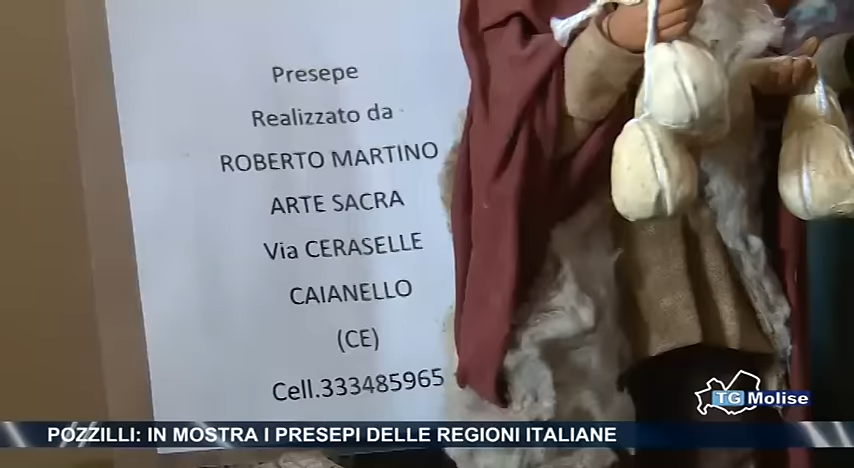 Presepe
Realizzato da
ROBERTO MARTINO
ARTE SACRA
Via CERASELLE
CAIANELLO
(CE)
Cell.333485965
TG Molise
POZZILLI: IN MOSTRA I PRESEPI DELLE REGIONI ITALIANE